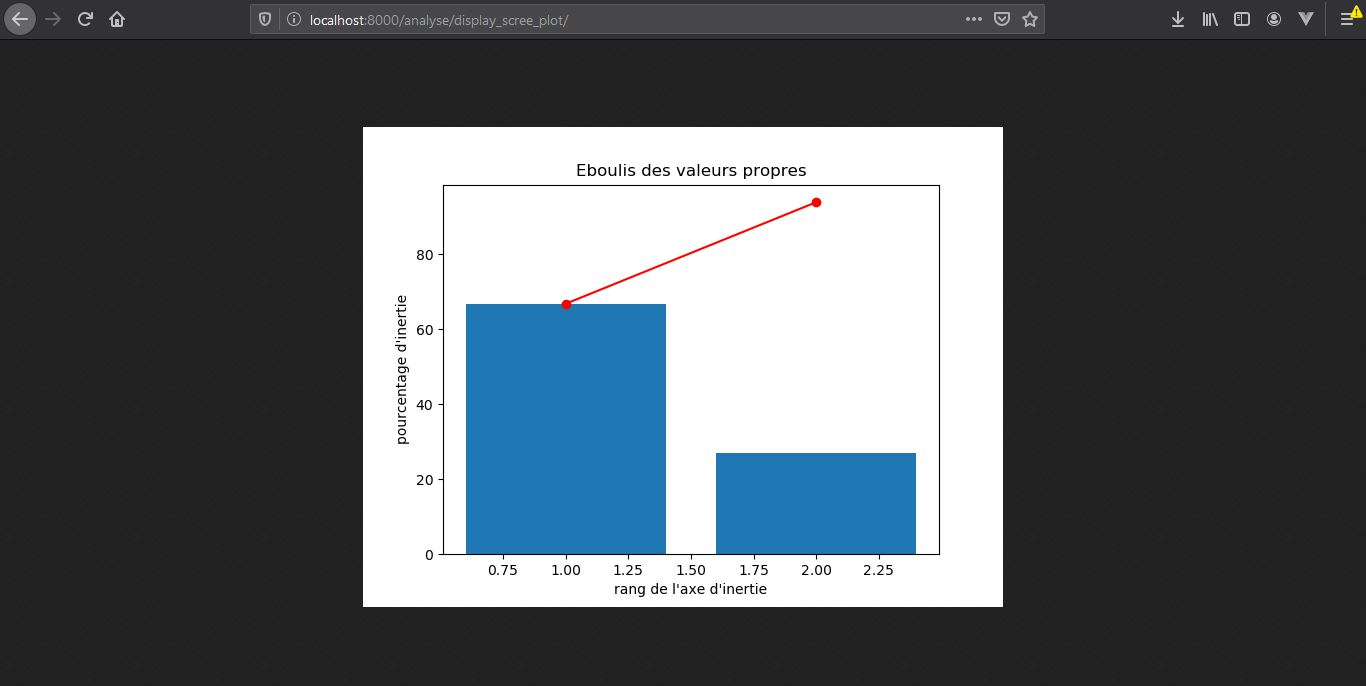 localhost:8000/analyse/display_scree_plot/
Eboulis des valeurs propres
80
60
40
20
0
pourcentage d'inertie
0.75 1.00 1.25 1.50 1.75 2.00 2.25
rang de l'axe d'inertie